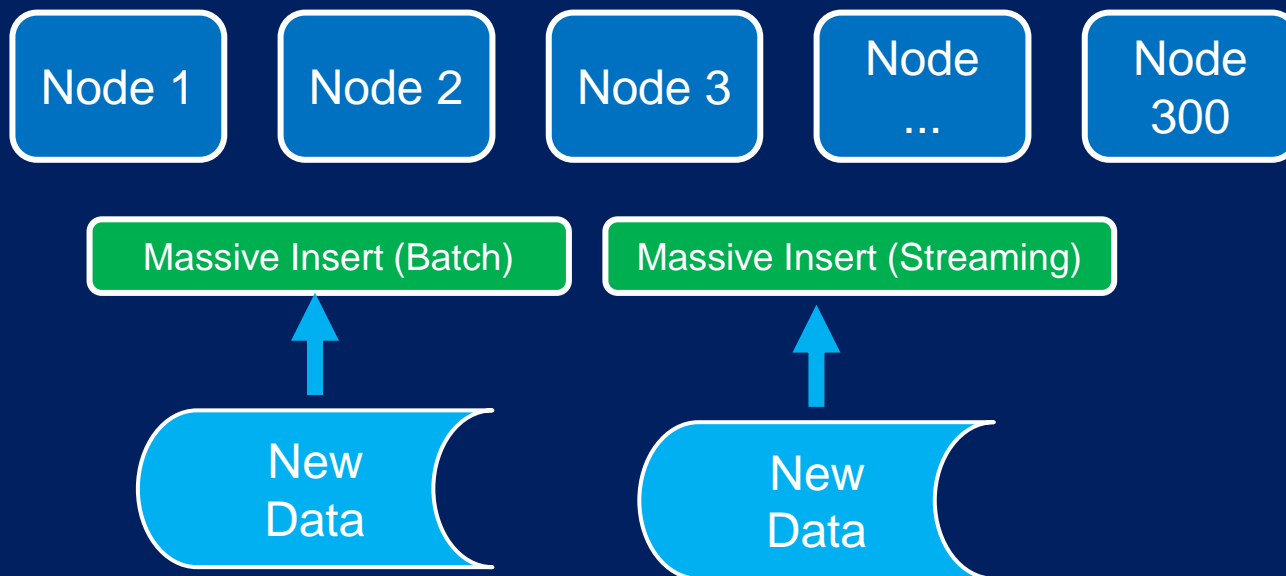 Node 1
Node 2
Node 3
Node
...
Node
300
Massive Insert (Batch)
Massive Insert (Streaming)
New
Data
New
Data